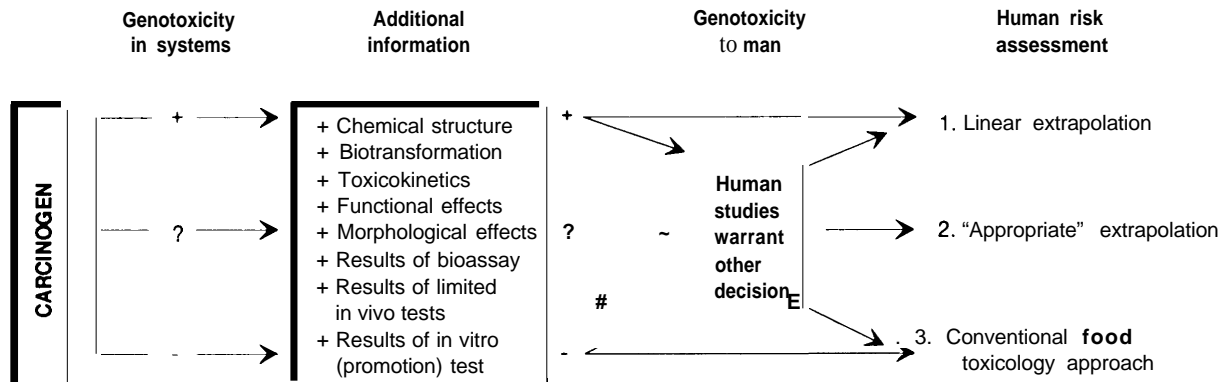 Genotoxicity
in systems
Additional
information
Genotoxicity
to man
Human risk
assessment
CARCINOGEN
+
?
-
+ Chemical structure
+ Biotransformation
+ Toxicokinetics
+ Functional effects
+ Morphological effects
+ Results of bioassay
+ Results of limited
in vivo tests
+ Results of in vitro
(promotion) test
+
?
~
#
-
Human
studies
warrant
other
decision
E
1. Linear extrapolation
2. "Appropriate" extrapolation
. 3. Conventional food
toxicology approach